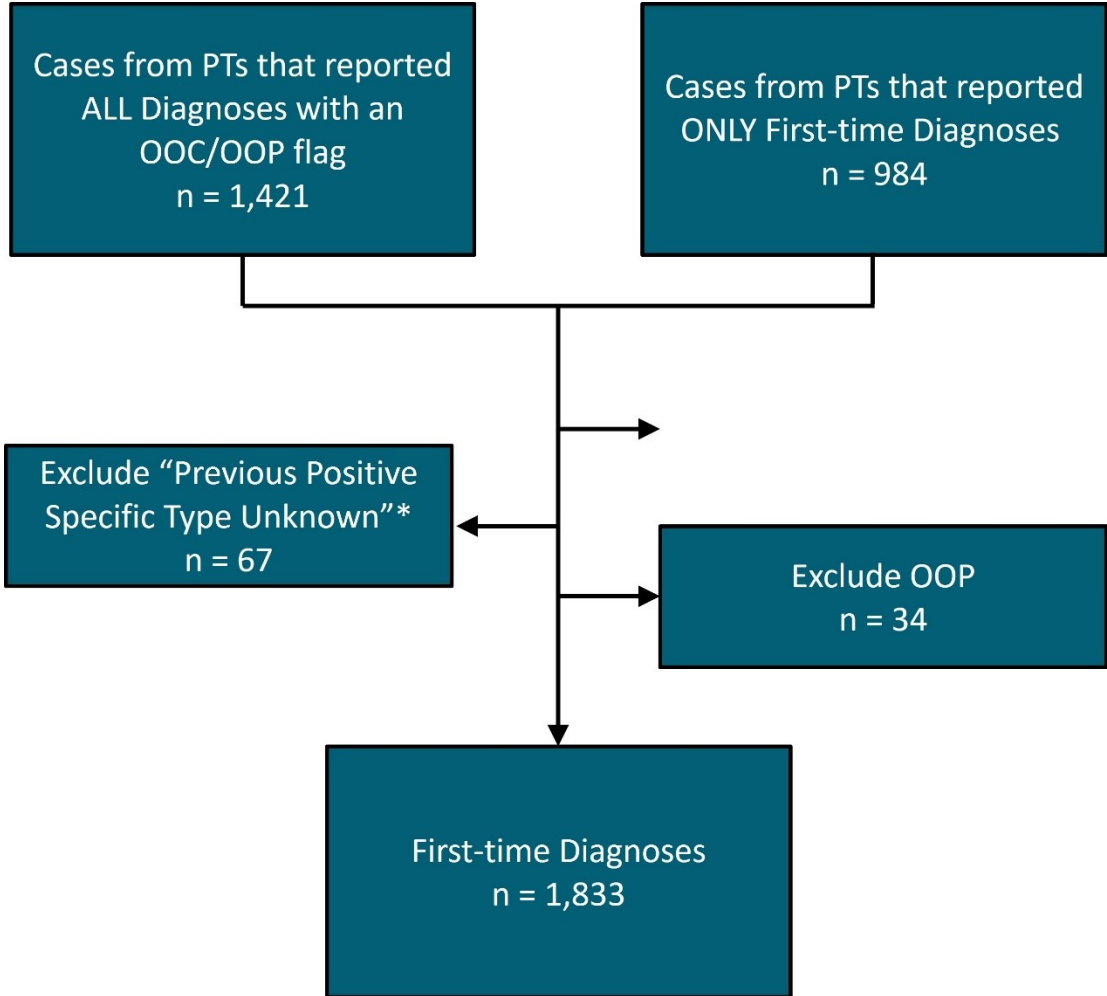 Cases from PTs that reported
ALL Diagnoses with an
OOC/OOP flag
n = 1,421
Cases from PTs that reported
ONLY First-time Diagnoses
n = 984
Exclude “Previous Positive
Specific Type Unknown”*
n = 67
Exclude OOP
n = 34
First-time Diagnoses
n = 1,833